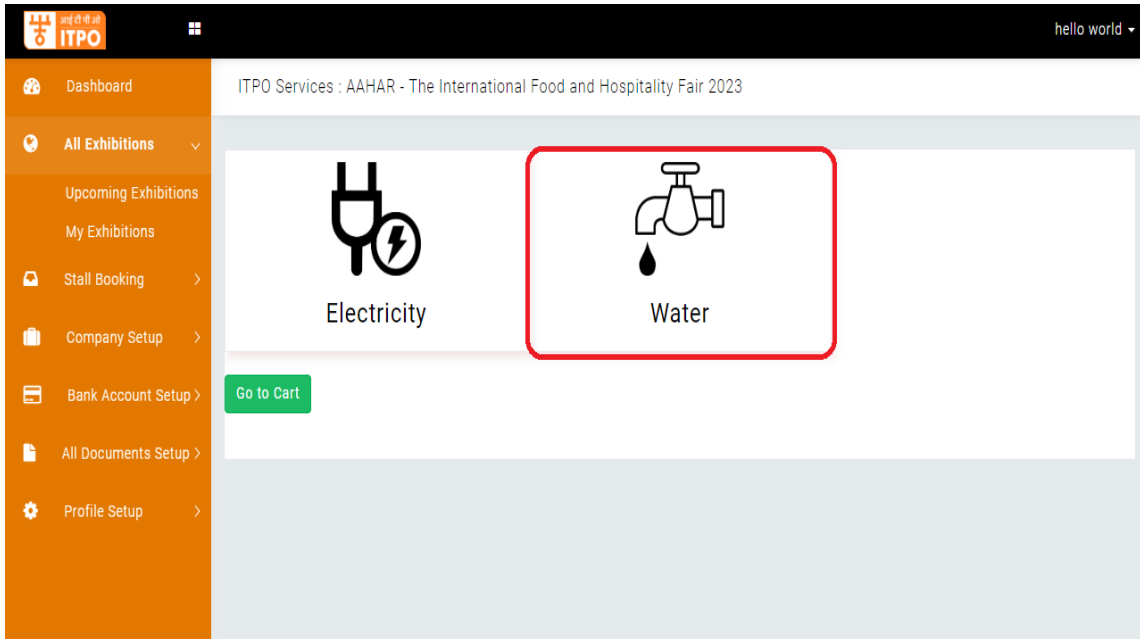 आई टी पी ओ
ITPO
hello world
Dashboard
ITPO Services : AAHAR - The International Food and Hospitality Fair 2023
All Exhibitions
Upcoming Exhibitions
My Exhibitions
Stall Booking
Company Setup
Bank Account Setup
All Documents Setup
Profile Setup
Electricity
Water
Go to Cart